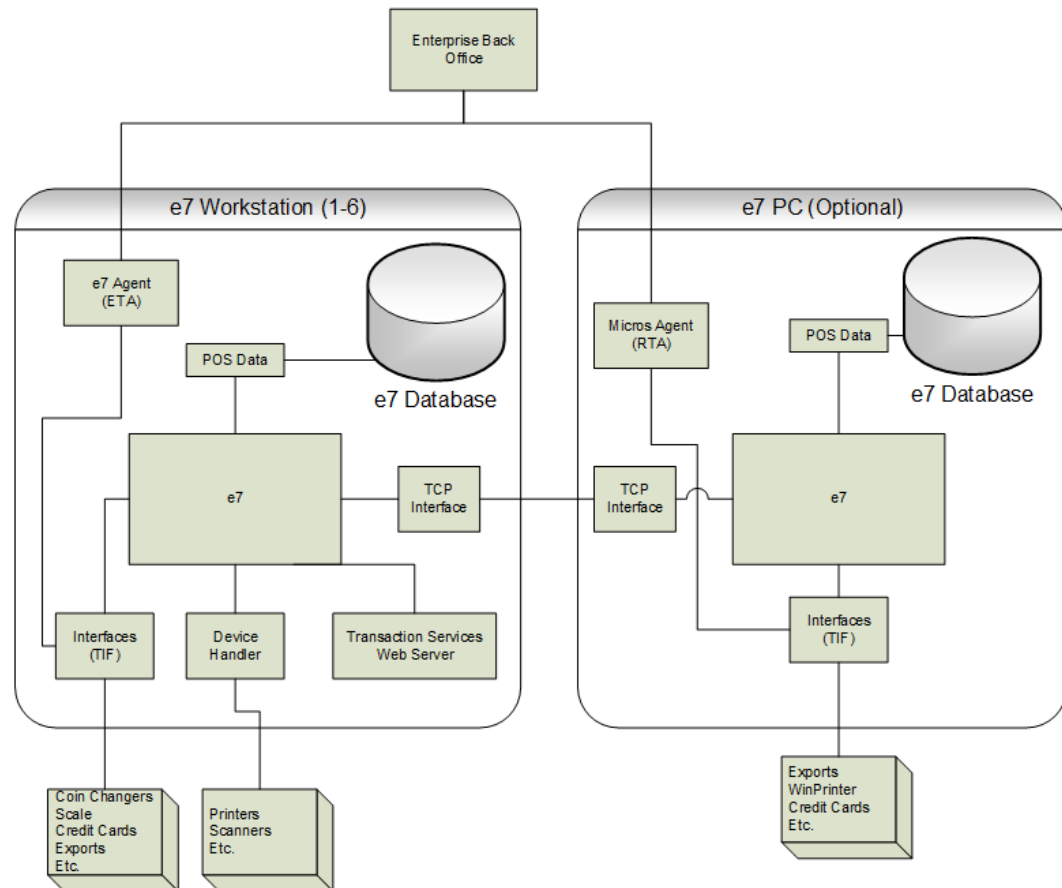 Enterprise Back
Office
e7 Workstation (1-6)
e7 Agent
(ETA)
POS Data
e7 Database
e7
TCP
Interface
Interfaces
(TIF)
Device
Handler
Transaction Services
Web Server
Coin Changers
Scale
Credit Cards
Exports
Etc.
Printers
Scanners
Etc.
e7 PC (Optional)
Micros Agent
(RTA)
POS Data
e7 Database
TCP
Interface
e7
Interfaces
(TIF)
Exports
WinPrinter
Credit Cards
Etc.